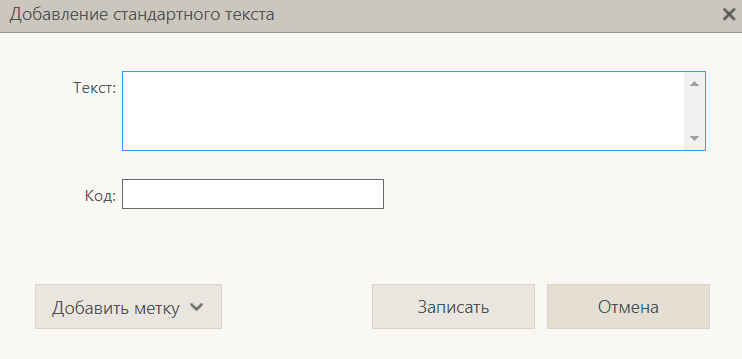 Добавление стандартного текста
Текст:
Код:
Добавить метку
Записать
Отмена